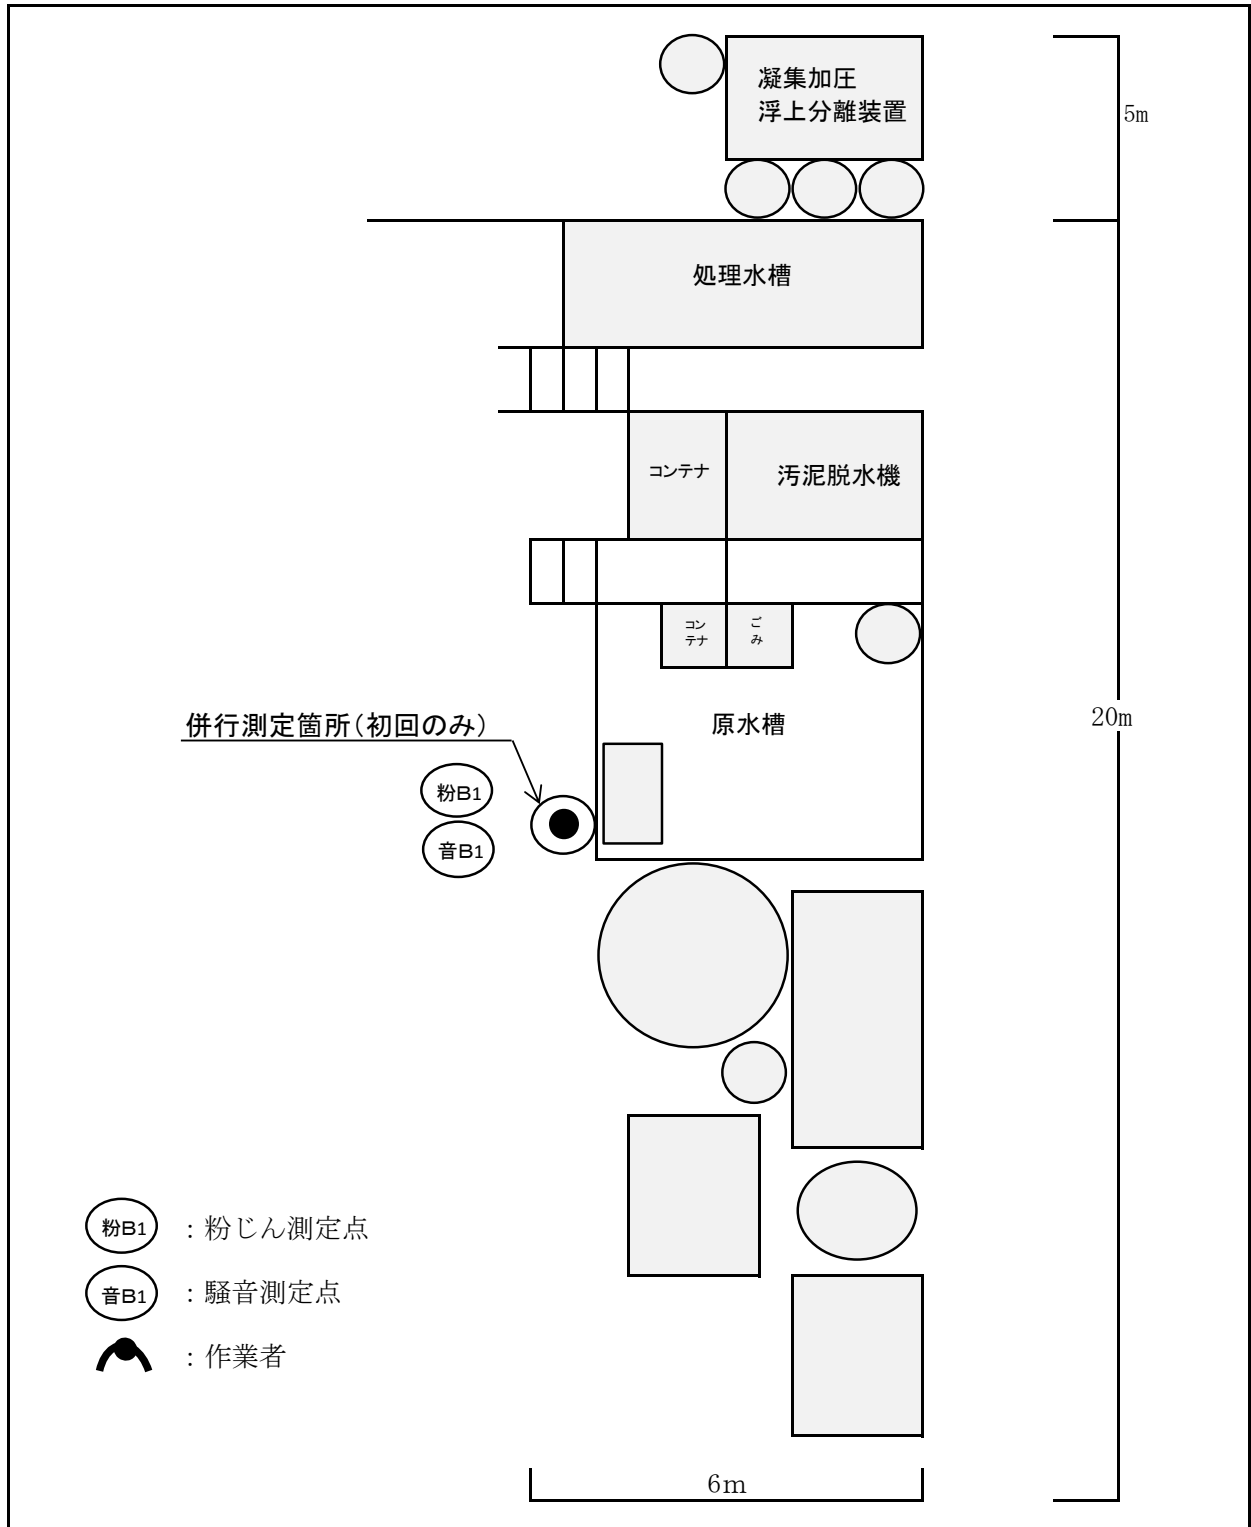 凝集加圧
浮上分離装置
5m
処理水槽
コンテナ
汚泥脱水機
コン
テナ
ご
み
20m
併行測定箇所(初回のみ)
原水槽
粉B1
音B1
粉B1 :粉じん測定点
音B1 :騒音測定点
:作業者
6m